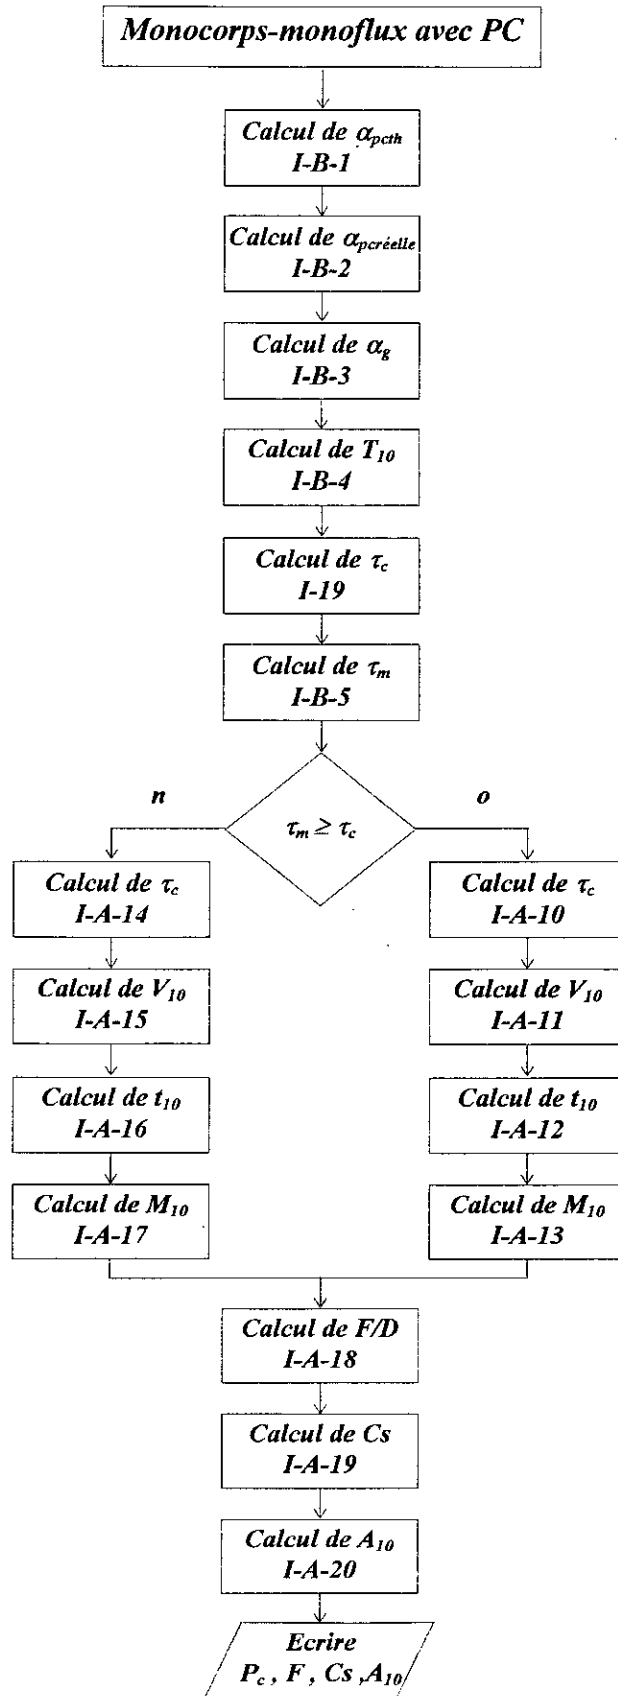 Monocorps-monoflux avec PC
Calcul de α_pcth
I-B-1
Calcul de α_pcréelle
I-B-2
Calcul de α_g
I-B-3
Calcul de T_10
I-B-4
Calcul de τ_c
I-19
Calcul de τ_m
I-B-5
n
o
τ_m ≥ τ_c
Calcul de τ_c
I-A-14
Calcul de V_10
I-A-15
Calcul de t_10
I-A-16
Calcul de M_10
I-A-17
Calcul de τ_c
I-A-10
Calcul de V_10
I-A-11
Calcul de t_10
I-A-12
Calcul de M_10
I-A-13
Calcul de F/D
I-A-18
Calcul de Cs
I-A-19
Calcul de A_10
I-A-20
Ecrire
P_c , F , Cs ,A_10